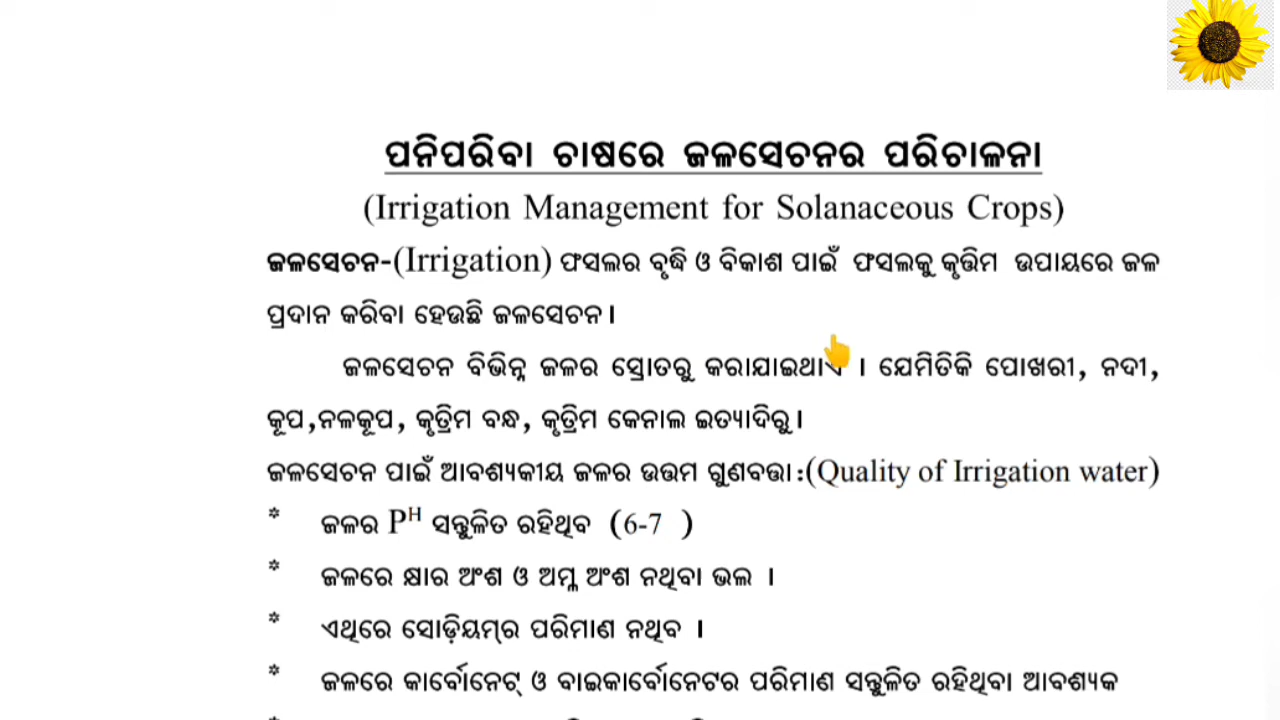 ପନିପରିବା ଚାଷରେ ଜଳସେଚନର ପରିଚାଳନା
(Irrigation Management for Solanaceous Crops)
ଜଳସେଚନ-(Irrigation) ଫସଲର ବୃଦ୍ଧି ଓ ବିକାଶ ପାଇଁ ଫସଲକୁ କୃତ୍ତିମ ଉପାୟରେ ଜଳ
ପ୍ରଦାନ କରିବା ହେଉଛି ଜଳସେଚନ।
ଜଳସେଚନ ବିଭିନ୍ନ ଜଳର ସ୍ରୋତରୁ କରାଯାଇଥାଏ । ଯେମିତିକି ପୋଖରୀ, ନଦୀ,
କୂପ,ନଳକୂପ, କୃତ୍ରିମ ବନ୍ଧ, କୃତ୍ରିମ କେନାଲ ଇତ୍ୟାଦିରୁ।
ଜଳସେଚନ ପାଇଁ ଆବଶ୍ୟକୀୟ ଜଳର ଉତ୍ତମ ଗୁଣବତ୍ତା:(Quality of Irrigation water)
* ଜଳର P^H ସନ୍ତୁଳିତ ରହିଥିବ (6-7 )
* ଜଳରେ କ୍ଷାର ଅଂଶ ଓ ଅମ୍ଳ ଅଂଶ ନଥିବା ଭଲ ।
* ଏଥିରେ ସୋଡ଼ିୟମ୍‌ର ପରିମାଣ ନଥିବ ।
* ଜଳରେ କାର୍ବୋନେଟ୍ ଓ ବାଇକାର୍ବୋନେଟର ପରିମାଣ ସନ୍ତୁଳିତ ରହିଥିବା ଆବଶ୍ୟକ